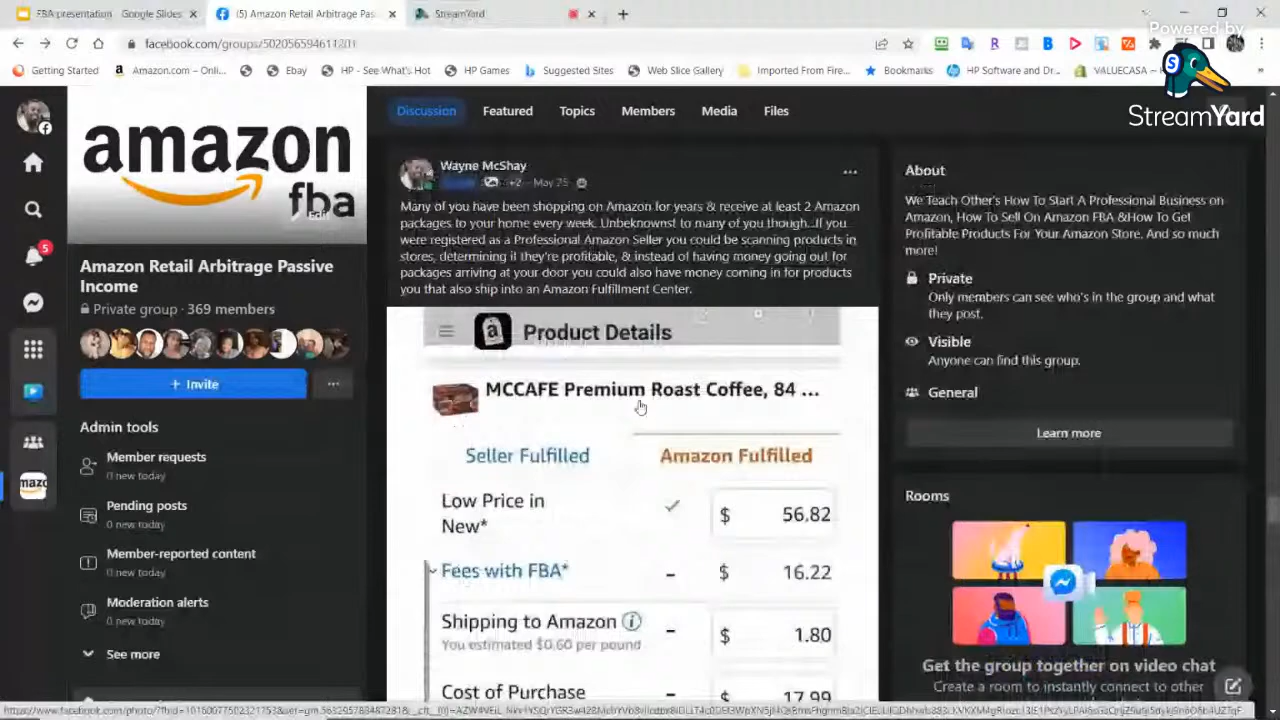 FBA presentation Google Slides
(5) Amazon Retail Arbitrage Pas
StreamYard
facebook.com/groups/502056594611201
Getting Started
Amazon.com – Onli...
Ebay
HP - See What's Hot
HP Games
Suggested Sites
Web Slice Gallery
Imported From Fire...
Bookmarks
HP Software and Dr...
VALUECASA
Powered by
StreamYard
amazon
fba
Edit
Amazon Retail Arbitrage Passive
Income
Private group · 369 members
+ Invite
Admin tools
Member requests
0 new today
Pending posts
0 new today
Member-reported content
0 new today
Moderation alerts
0 new today
See more
5
Discussion
Featured
Topics
Members
Media
Files
Wayne McShay
+2 · May 25
Many of you have been shopping on Amazon for years & receive at least 2 Amazon
packages to your home every week. Unbeknownst to many of you though...If you
were registered as a Professional Amazon Seller you could be scanning products in
stores, determining if they're profitable, & instead of having money going out for
packages arriving at your door you could also have money coming in for products
you that also ship into an Amazon Fulfillment Center.
Product Details
MCCAFE Premium Roast Coffee, 84 ...
Seller Fulfilled
Amazon Fulfilled
Low Price in
New*
$ 56.82
Fees with FBA*
– $ 16.22
Shipping to Amazon
You estimated $0.60 per pound
– $ 1.80
Cost of Purchase
– $ 17.99
About
We Teach Other's How To Start A Professional Business on
Amazon, How To Sell On Amazon FBA &How To Get
Profitable Products For Your Amazon Store. And so much
more!
Private
Only members can see who's in the group and what
they post.
Visible
Anyone can find this group.
General
Learn more
Rooms
Get the group together on video chat
Create a room to instantly connect to other